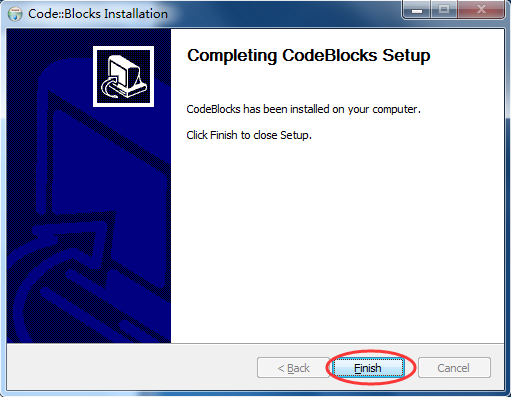 Code::Blocks Installation
Completing CodeBlocks Setup
CodeBlocks has been installed on your computer.
Click Finish to close Setup.
< Back
Finish
Cancel